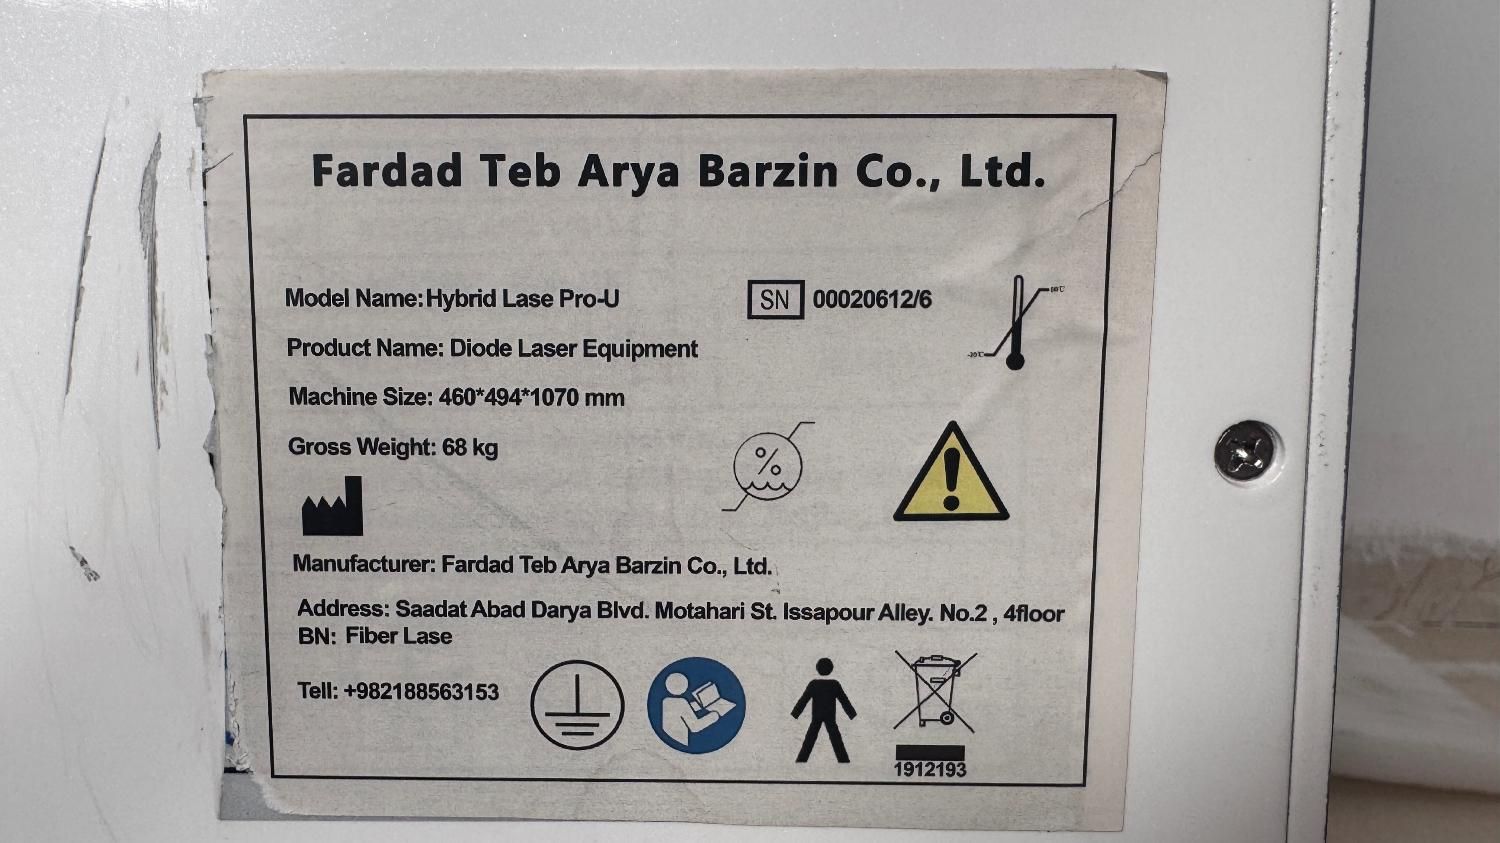 Fardad Teb Arya Barzin Co., Ltd.
Model Name: Hybrid Lase Pro-U
SN 00020612/6
Product Name: Diode Laser Equipment
Machine Size: 460*494*1070 mm
Gross Weight: 68 kg
%
Manufacturer: Fardad Teb Arya Barzin Co., Ltd.
Address: Saadat Abad Darya Blvd. Motahari St. Issapour Alley. No.2 , 4floor
BN: Fiber Lase
Tell: +982188563153
1912193